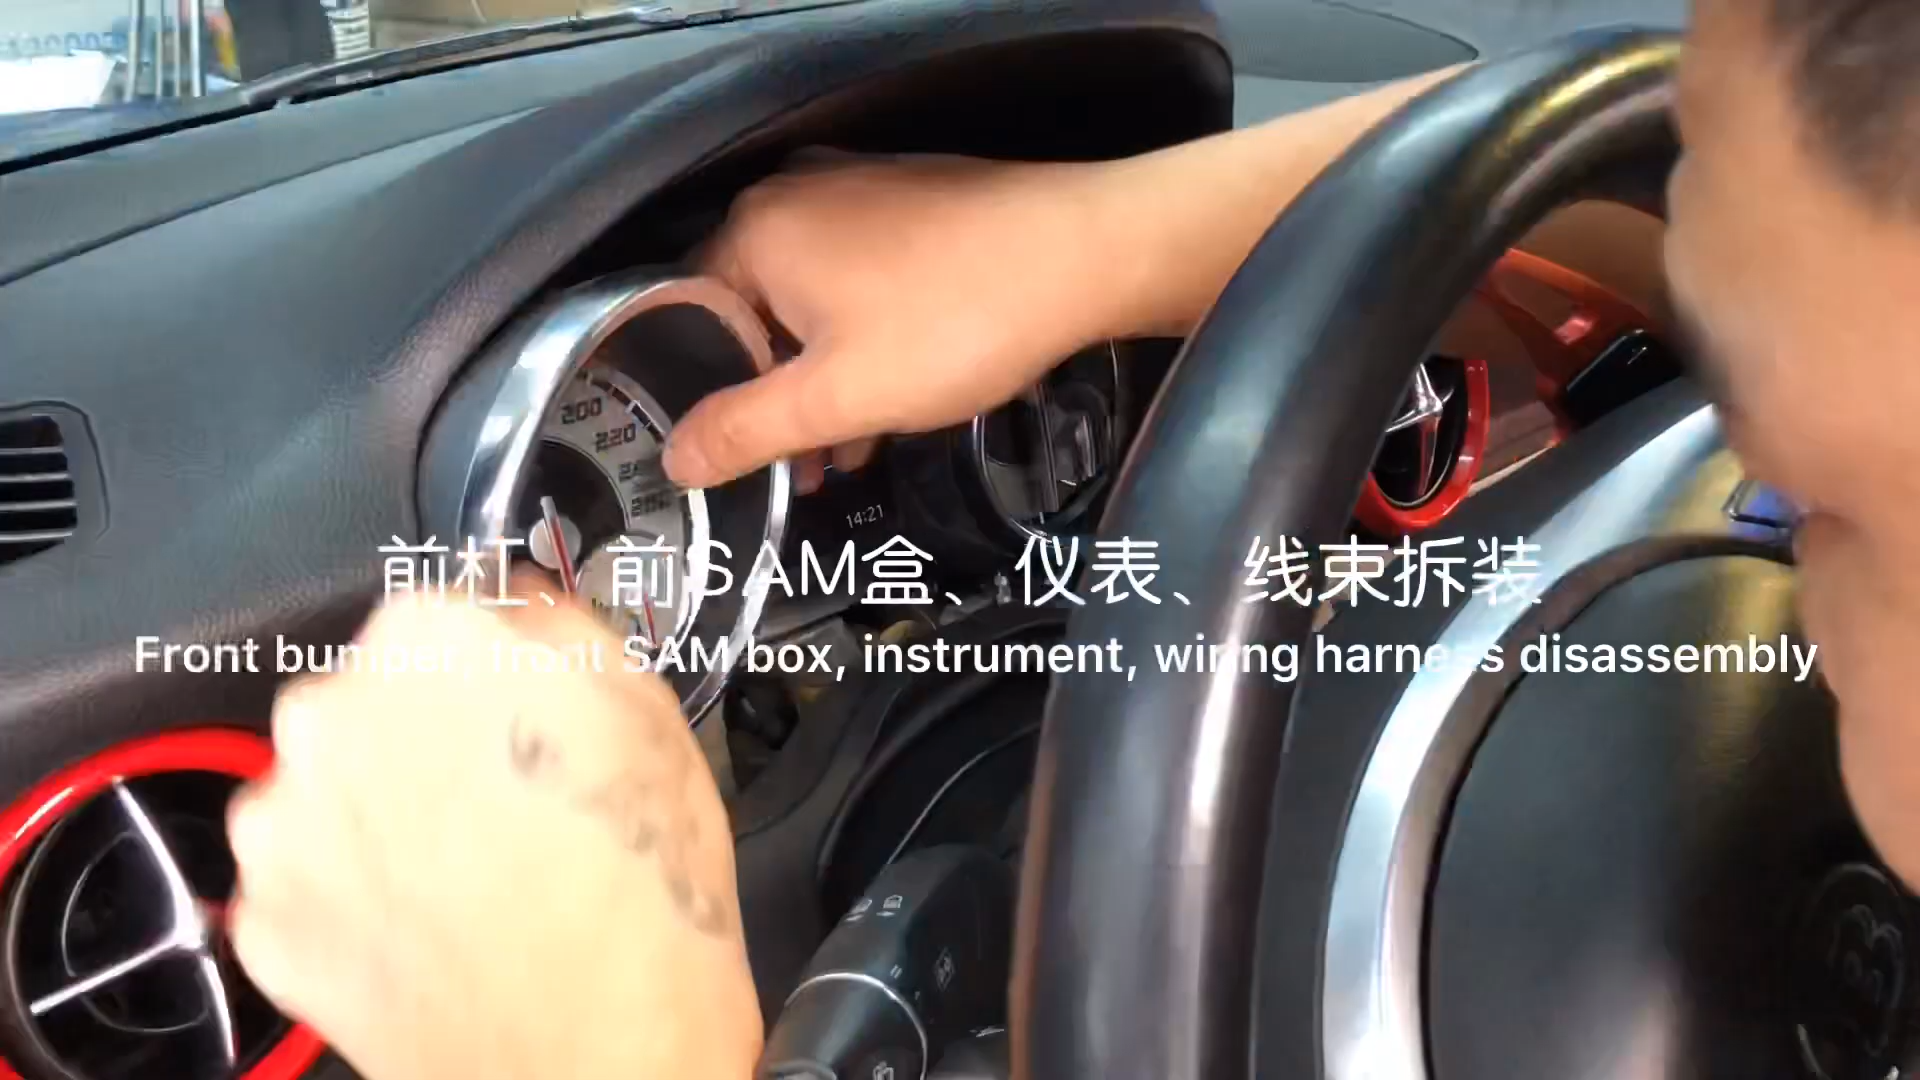 200
220
14:21
前杠、前SAM盒、仪表、线束拆装
Front bumper, front SAM box, instrument, wiring harness disassembly